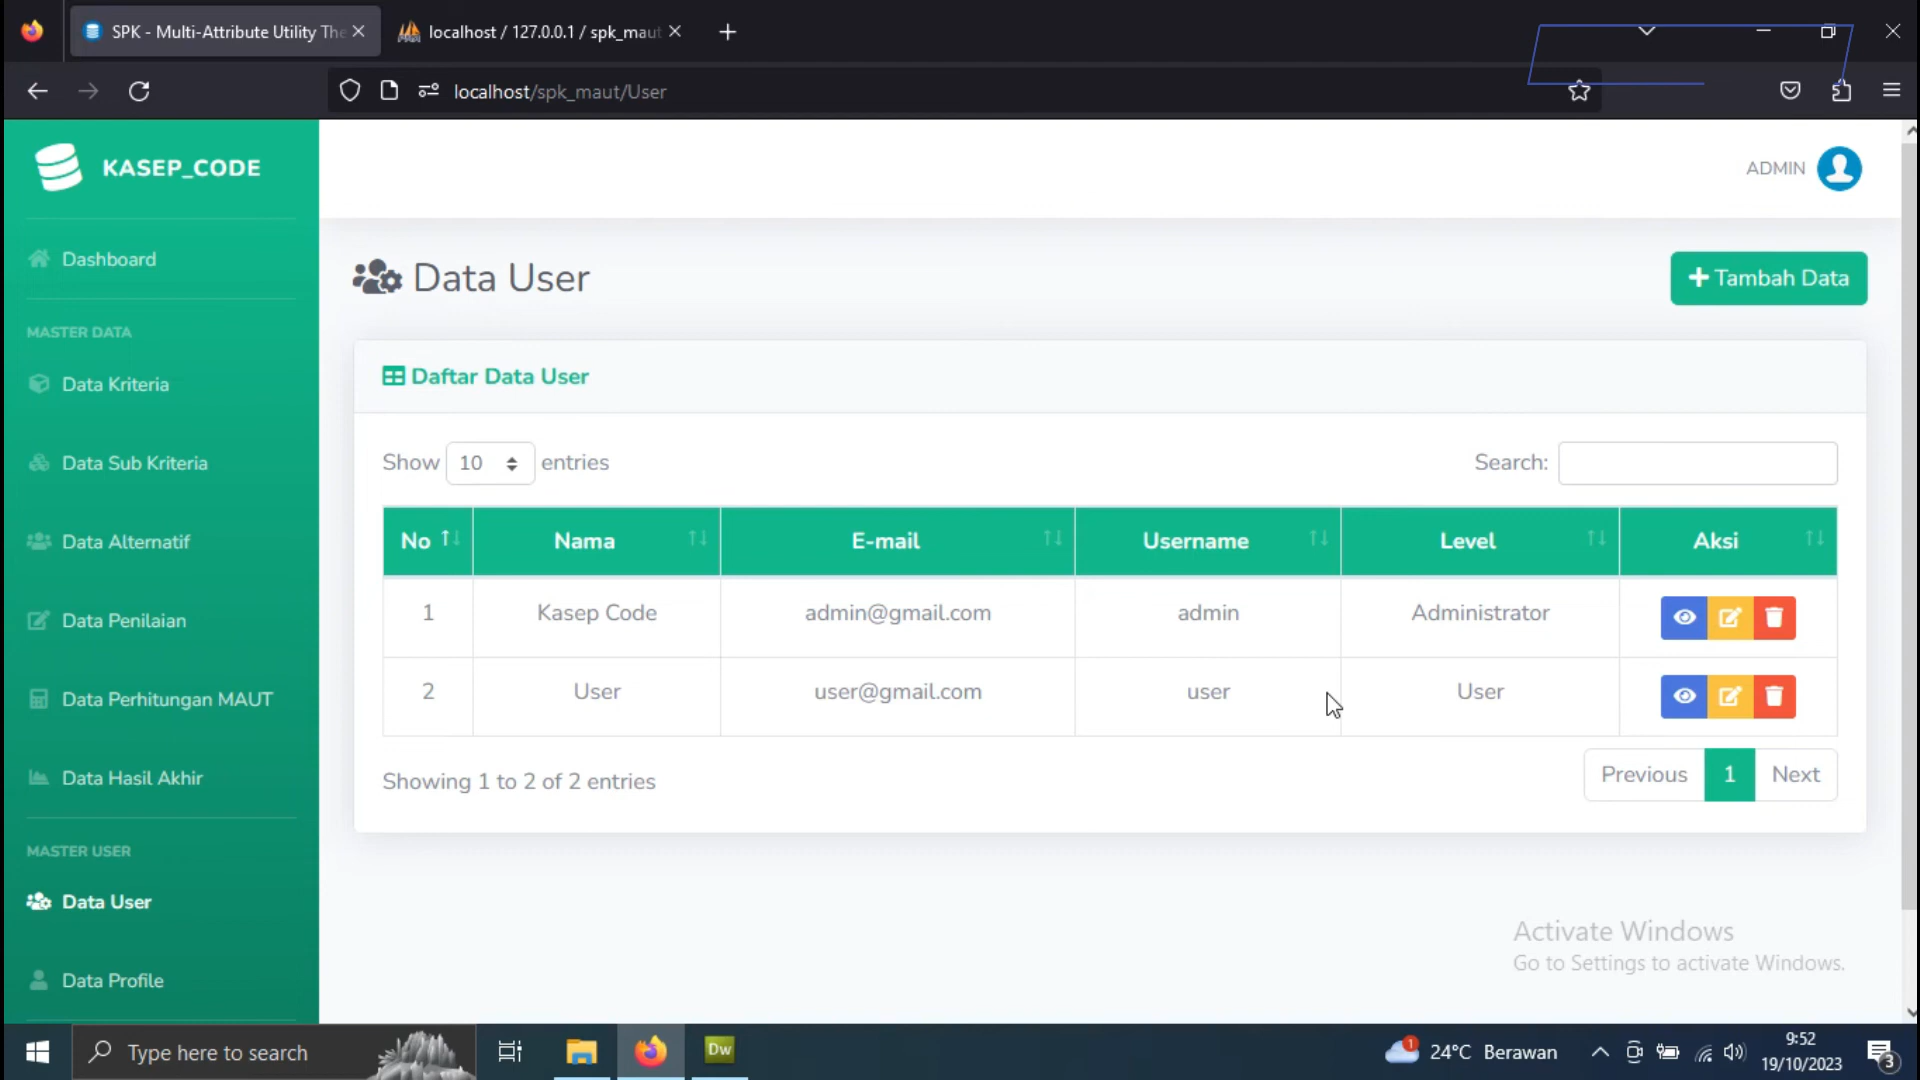 SPK - Multi-Attribute Utility The
localhost / 127.0.0.1 / spk_maut
localhost/spk_maut/User
KASEP_CODE
ADMIN
Dashboard
MASTER DATA
Data Kriteria
Data Sub Kriteria
Data Alternatif
Data Penilaian
Data Perhitungan MAUT
Data Hasil Akhir
MASTER USER
Data User
Data Profile
Data User
Tambah Data
Daftar Data User
Show 10 entries
Search:
No Nama E-mail Username Level Aksi
1 Kasep Code admin@gmail.com admin Administrator
2 User user@gmail.com user User
Showing 1 to 2 of 2 entries
Previous 1 Next
Activate Windows
Go to Settings to activate Windows.
Type here to search
Dw
1
24°C Berawan
9:52
19/10/2023
3